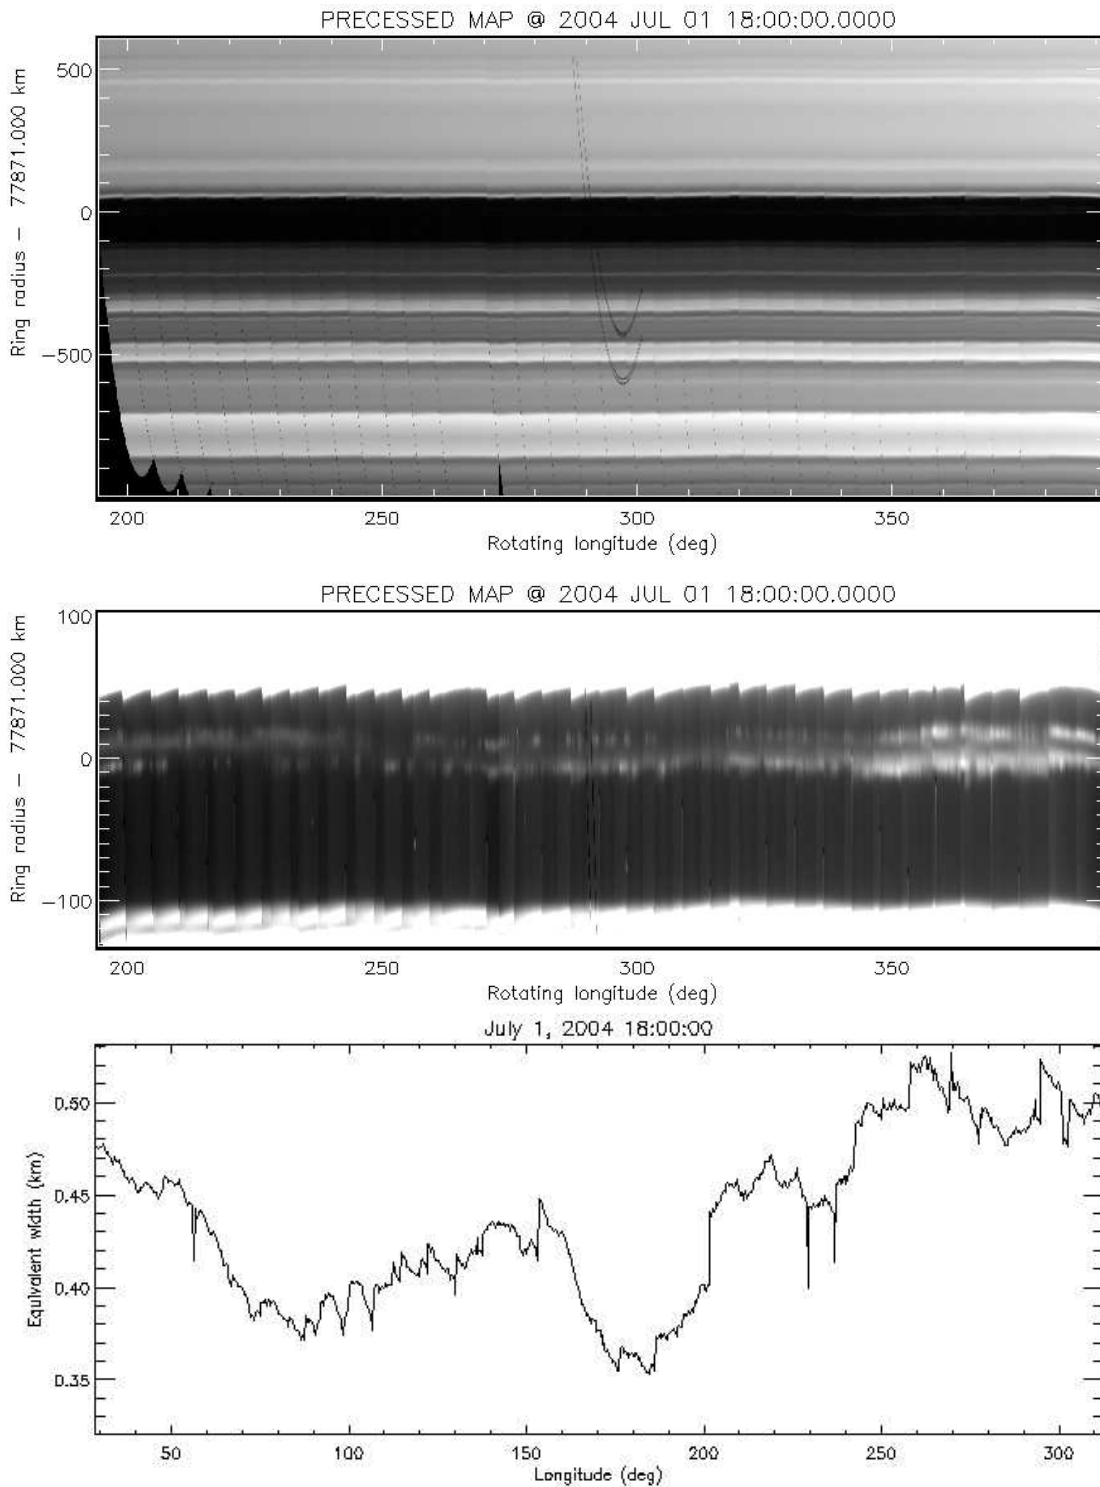 PRECESSED MAP @ 2004 JUL 01 18:00:00.0000
500
0
−500
Ring radius − 77871.000 km
200 250 300 350
Rotating longitude (deg)
PRECESSED MAP @ 2004 JUL 01 18:00:00.0000
100
0
−100
Ring radius − 77871.000 km
200 250 300 350
Rotating longitude (deg)
July 1, 2004 18:00:00
0.50
0.45
0.40
0.35
Equivalent width (km)
50 100 150 200 250 300
Longitude (deg)